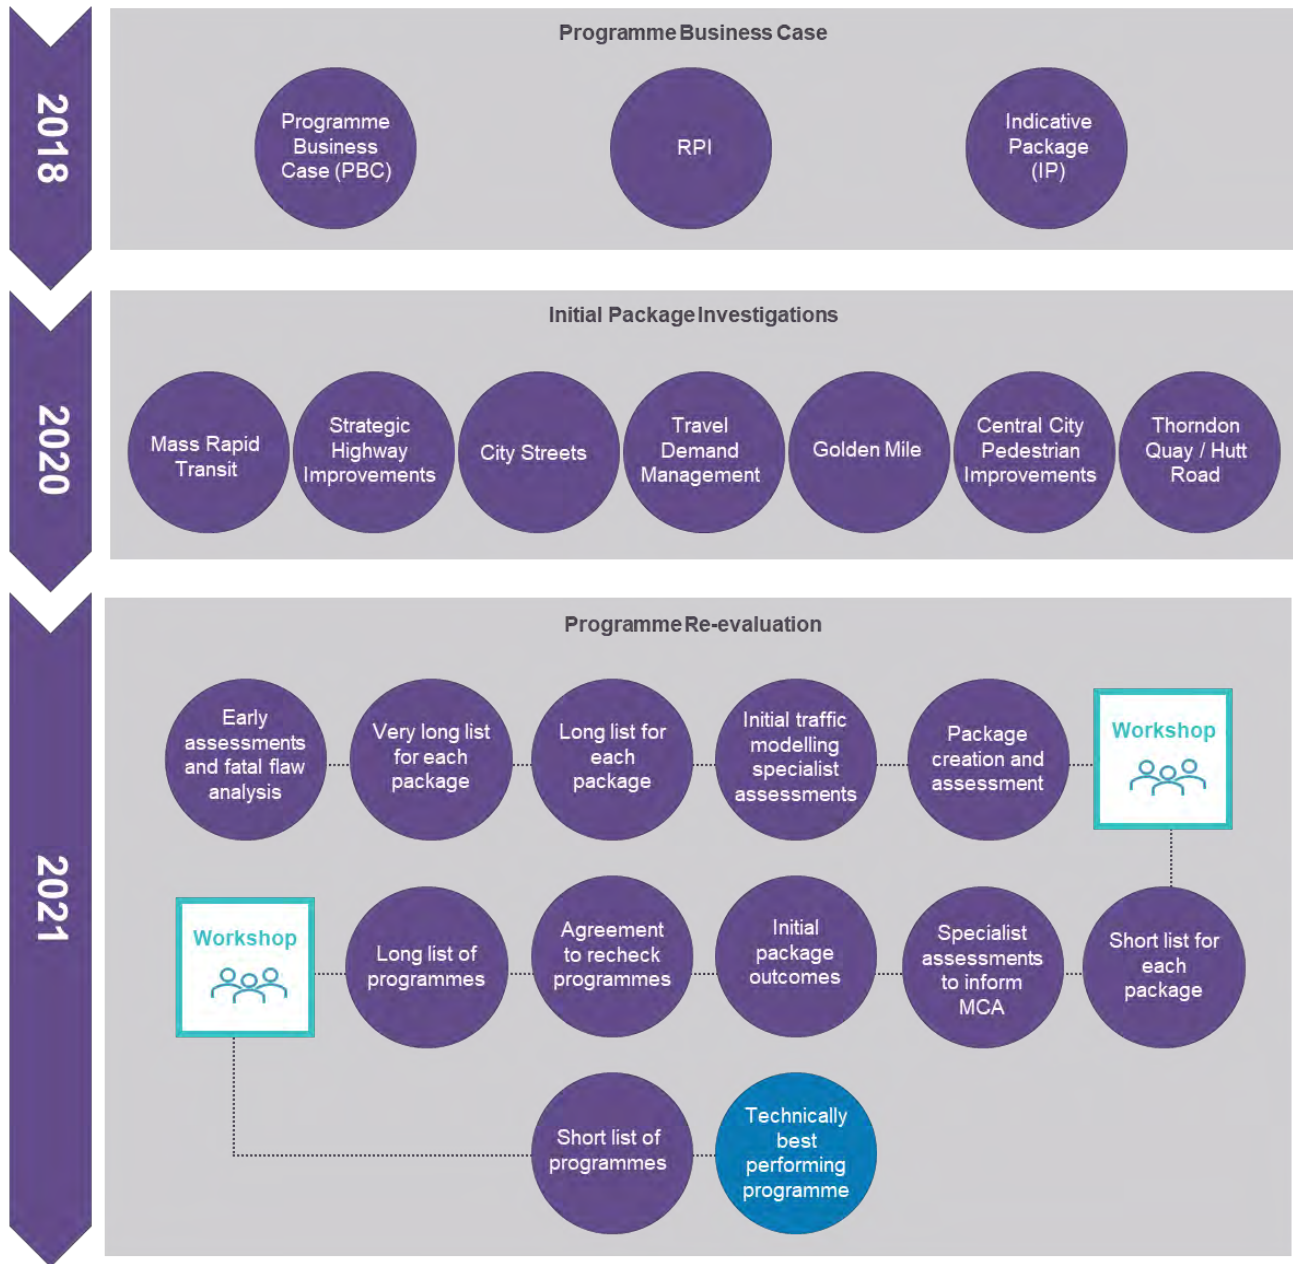 2018
Programme Business Case
Programme
Business
Case (PBC)
RPI
Indicative
Package
(IP)
2020
Initial Package Investigations
Mass Rapid
Transit
Strategic
Highway
Improvements
City Streets
Travel
Demand
Management
Golden Mile
Central City
Pedestrian
Improvements
Thorndon
Quay / Hutt
Road
2021
Programme Re-evaluation
Early
assessments
and fatal flaw
analysis
Very long list
for each
package
Long list for
each
package
Initial traffic
modelling
specialist
assessments
Package
creation and
assessment
Workshop
Short list for
each
package
Specialist
assessments
to inform
MCA
Initial
package
outcomes
Agreement
to recheck
programmes
Long list of
programmes
Workshop
Short list of
programmes
Technically
best
performing
programme